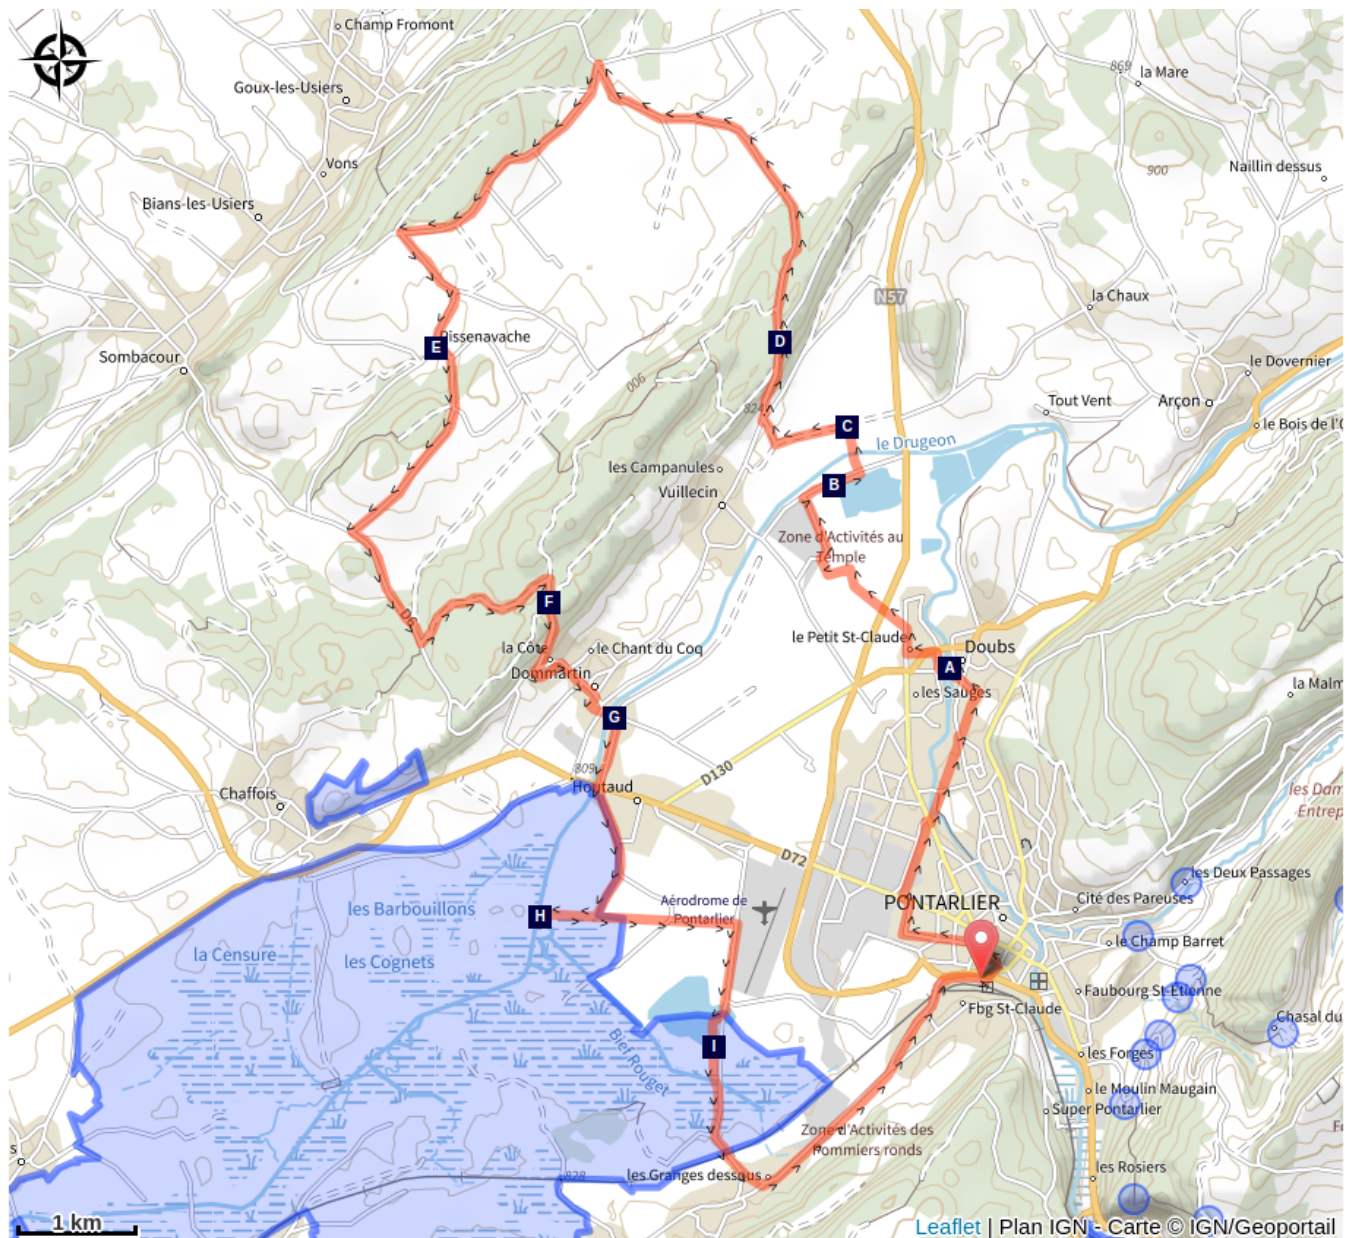 Champ Fromont
869
la Mare
Goux-les-Usiers
Vons
900
Naillin dessus
Bians-les-Usiers
N57
la Chaux
Pissenavache
E
D
Sombacour
le Dovernier
006
824
Tout Vent
Arçon
C
le Drugeon
le Bois de l'O
les Campanules
B
Vuillecin
Zone d'Activités au
Temple
F
D6
le Petit St-Claude
la Côte
le Chant du Coq
Doubs
A
Dommartin
les Sauges
la Malm
G
809
D130
Houtaud
Chaffois
les Dam
Entrep
D72
les Deux Passages
Aérodrome de
Pontarlier
PONTARLIER
Cité des Pareuses
les Barbouillons
H
la Censure
les Cognets
le Champ Barret
Faubourg St-Etienne
Fbg St-Claude
Chasal du
I
Bief Rouget
les Forges
le Moulin Maugain
Super Pontarlier
Zone d'Activités des
Pommiers ronds
s
les Granges dessus
828
les Rosiers
1 km
Leaflet | Plan IGN - Carte © IGN/Geoportail